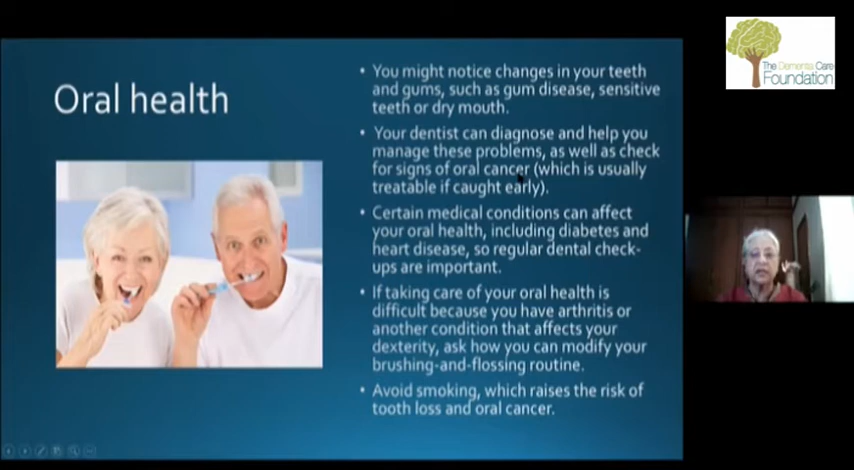 Oral health
• You might notice changes in your teeth
and gums, such as gum disease, sensitive
teeth or dry mouth.
• Your dentist can diagnose and help you
manage these problems, as well as check
for signs of oral cancer (which is usually
treatable if caught early).
• Certain medical conditions can affect
your oral health, including diabetes and
heart disease, so regular dental check-
ups are important.
• If taking care of your oral health is
difficult because you have arthritis or
another condition that affects your
dexterity, ask how you can modify your
brushing-and-flossing routine.
• Avoid smoking, which raises the risk of
tooth loss and oral cancer.
The Dementia Care
Foundation